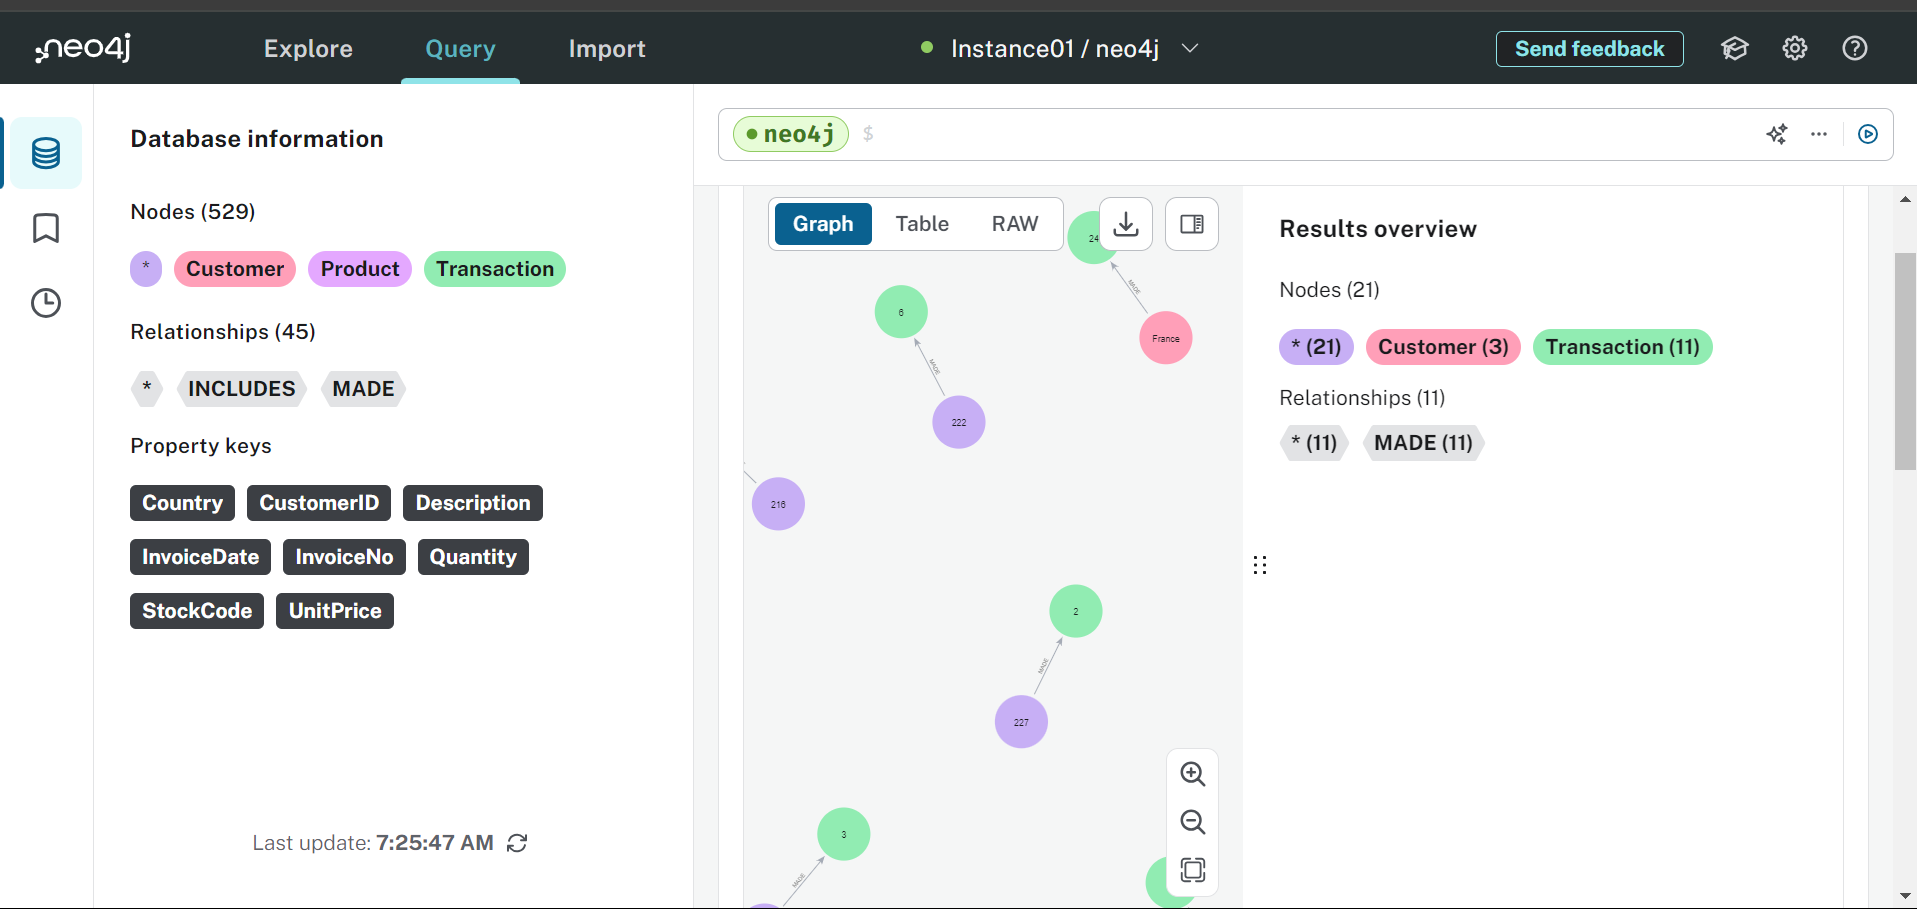 neo4j Explore Query Import Instance01 / neo4j Send feedback
Database information
Nodes (529)
* Customer Product Transaction
Relationships (45)
* INCLUDES MADE
Property keys
Country CustomerID Description
InvoiceDate InvoiceNo Quantity
StockCode UnitPrice
Last update: 7:25:47 AM
neo4j $
Graph Table RAW
24
MADE
France
6
MADE
222
216
2
MADE
227
3
MADE
Results overview
Nodes (21)
* (21) Customer (3) Transaction (11)
Relationships (11)
* (11) MADE (11)